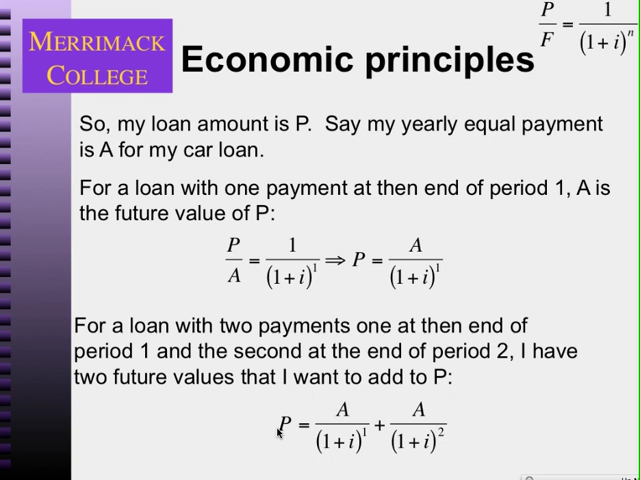 MERRIMACK
COLLEGE
Economic principles
P/F = 1/(1+i)^n
So, my loan amount is P. Say my yearly equal payment
is A for my car loan.
For a loan with one payment at then end of period 1, A is
the future value of P:
P/A = 1/(1+i)^1 ⇒ P = A/(1+i)^1
For a loan with two payments one at then end of
period 1 and the second at the end of period 2, I have
two future values that I want to add to P:
P = A/(1+i)^1 + A/(1+i)^2